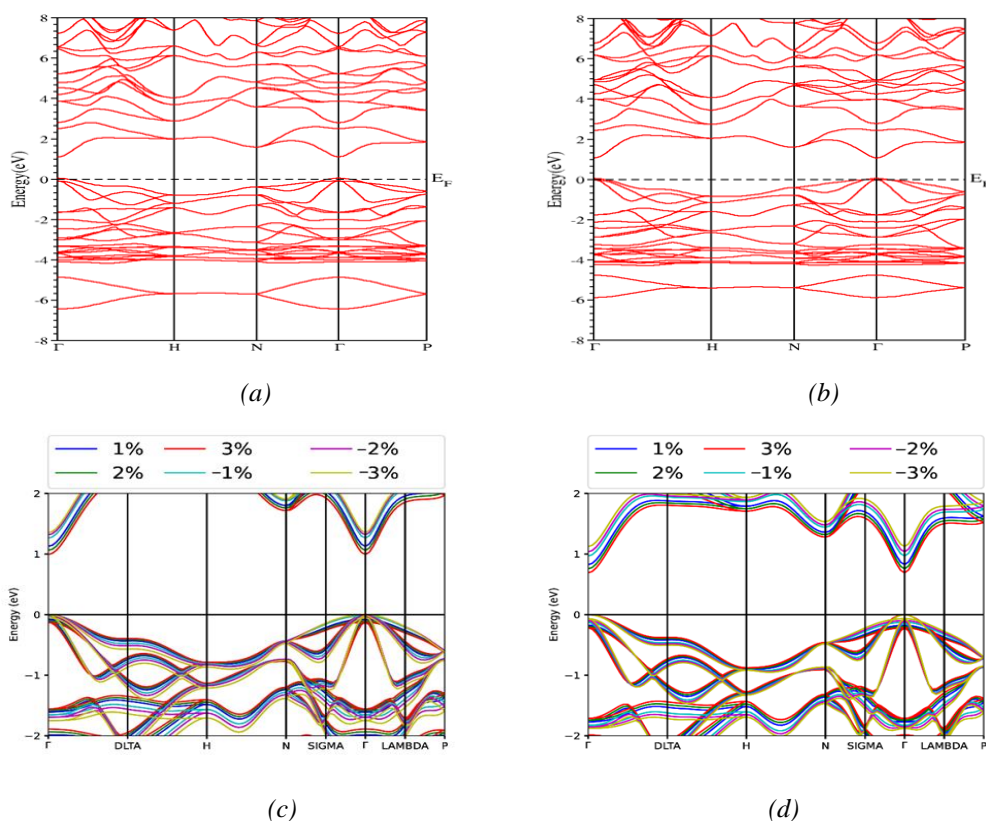 8 8
6 6
4 4
2 2
0 0
-2 -2
-4 -4
-6 -6
-8 -8
Energy(eV) Energy(eV)
E_F E_F
Γ H N Γ P Γ H N Γ P
(a) (b)
1% 3% -2% 1% 3% -2%
2% -1% -3% 2% -1% -3%
2 2
1 1
0 0
−1 −1
−2 −2
Energy (eV) Energy (eV)
Γ DLTA H N SIGMA Γ LAMBDA P Γ DLTA H N SIGMA Γ LAMBDA P
(c) (d)